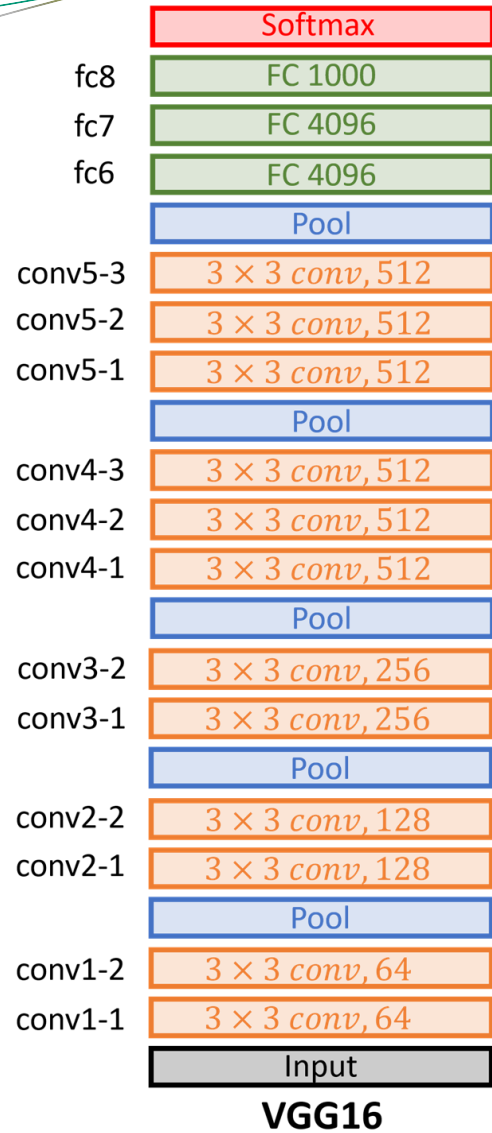 Softmax
fc8 FC 1000
fc7 FC 4096
fc6 FC 4096
Pool
conv5-3 3 × 3 conv, 512
conv5-2 3 × 3 conv, 512
conv5-1 3 × 3 conv, 512
Pool
conv4-3 3 × 3 conv, 512
conv4-2 3 × 3 conv, 512
conv4-1 3 × 3 conv, 512
Pool
conv3-2 3 × 3 conv, 256
conv3-1 3 × 3 conv, 256
Pool
conv2-2 3 × 3 conv, 128
conv2-1 3 × 3 conv, 128
Pool
conv1-2 3 × 3 conv, 64
conv1-1 3 × 3 conv, 64
Input
VGG16